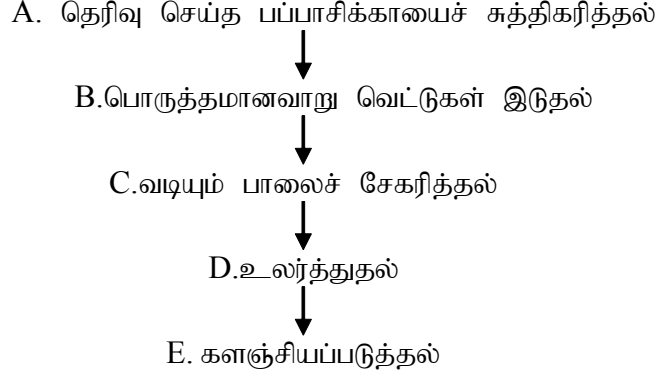 A. தெரிவு செய்த பப்பாசிக்காயைச் சுத்திகரித்தல்
B.பொருத்தமானவாறு வெட்டுகள் இடுதல்
C.வடியும் பாலைச் சேகரித்தல்
D.உலர்த்துதல்
E. களஞ்சியப்படுத்தல்